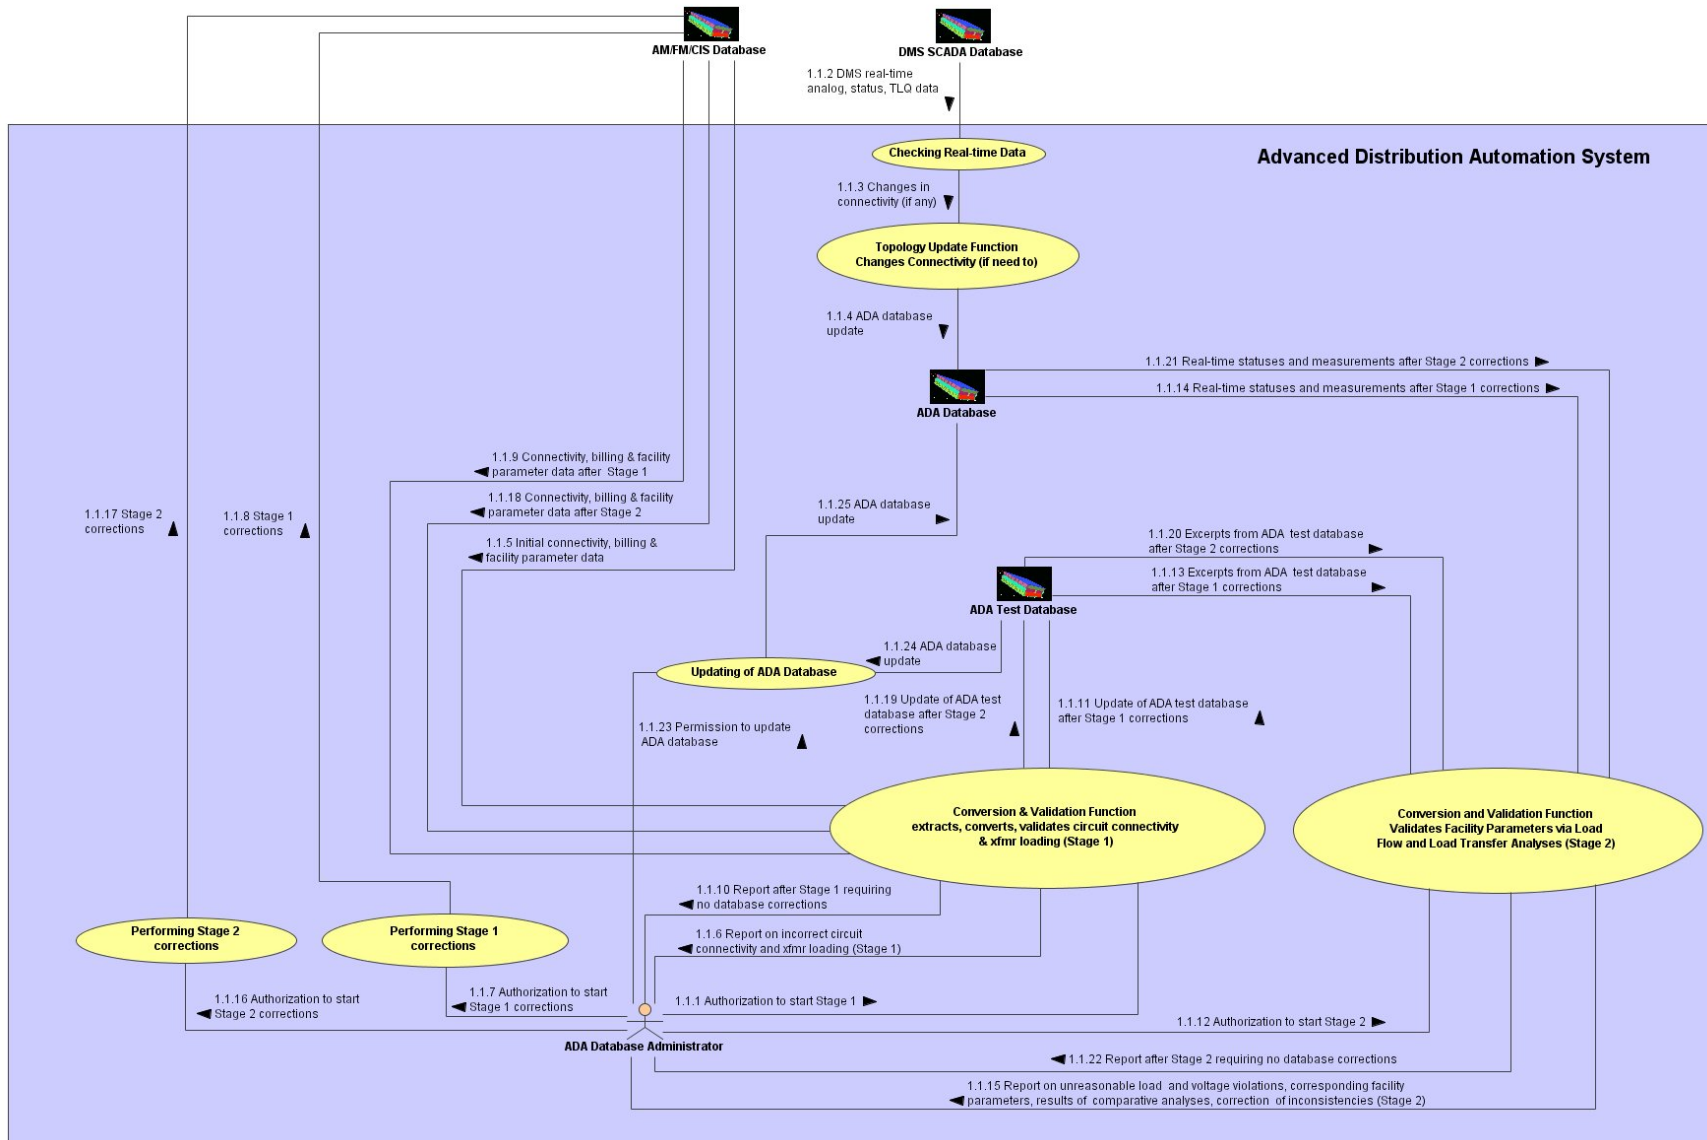 AM/FM/CIS Database
DMS SCADA Database
1.1.2 DMS real-time
analog, status, TLQ data
Checking Real-time Data
Advanced Distribution Automation System
1.1.3 Changes in
connectivity (if any)
Topology Update Function
Changes Connectivity (if need to)
1.1.4 ADA database
update
1.1.21 Real-time statuses and measurements after Stage 2 corrections
1.1.14 Real-time statuses and measurements after Stage 1 corrections
ADA Database
1.1.9 Connectivity, billing & facility
parameter data after Stage 1
1.1.18 Connectivity, billing & facility
parameter data after Stage 2
1.1.17 Stage 2
corrections
1.1.8 Stage 1
corrections
1.1.25 ADA database
update
1.1.5 Initial connectivity, billing &
facility parameter data
1.1.20 Excerpts from ADA test database
after Stage 2 corrections
1.1.13 Excerpts from ADA test database
after Stage 1 corrections
ADA Test Database
1.1.24 ADA database
update
Updating of ADA Database
1.1.19 Update of ADA test
database after Stage 2
corrections
1.1.11 Update of ADA test database
after Stage 1 corrections
1.1.23 Permission to update
ADA database
Conversion & Validation Function
extracts, converts, validates circuit connectivity
& xfmr loading (Stage 1)
Conversion and Validation Function
Validates Facility Parameters via Load
Flow and Load Transfer Analyses (Stage 2)
1.1.10 Report after Stage 1 requiring
no database corrections
Performing Stage 2
corrections
Performing Stage 1
corrections
1.1.6 Report on incorrect circuit
connectivity and xfmr loading (Stage 1)
1.1.16 Authorization to start
Stage 2 corrections
1.1.7 Authorization to start
Stage 1 corrections
1.1.1 Authorization to start Stage 1
1.1.12 Authorization to start Stage 2
ADA Database Administrator
1.1.22 Report after Stage 2 requiring no database corrections
1.1.15 Report on unreasonable load and voltage violations, corresponding facility
parameters, results of comparative analyses, correction of inconsistencies (Stage 2)